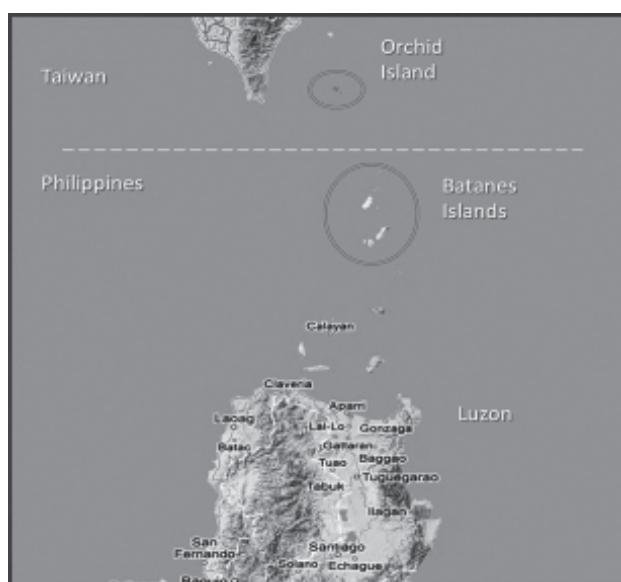 Orchid
Island
Taiwan
Philippines
Batanes
Islands
Calayan
Claveria
Aparri
Laoag
Lal-Lo
Gonzaga
Luzon
Batac
Gattaran
Baggao
Tuao
Tuguegarao
Tabuk
Ilagan
San
Fernando
Santiago
Solano
Echague
Baguio